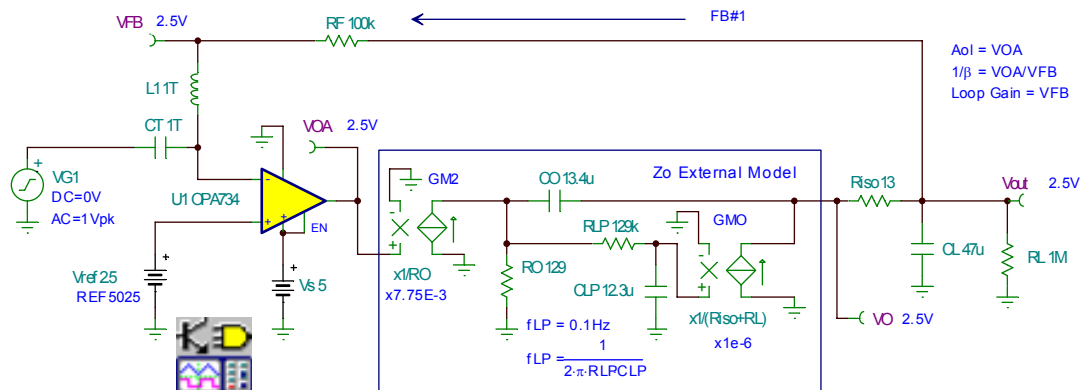 VFB 2.5V
RF 100k
FB#1
Aol = VOA
1/β = VOA/VFB
Loop Gain = VFB
L1 1T
CT 1T
VOA 2.5V
+
VG1
DC=0V
AC=1Vpk
U1 OPA734
-
+
+
EN
Vref 2.5
REF5025
+
Vs 5
+
GM2
x1/RO
x7.75E-3
Zo External Model
CO 13.4u
RLP 129k
GMO
RO 129
CLP 12.3u
-
+
-
+
x1/(Riso+RL)
x1e-6
fLP = 0.1Hz
fLP = 1
2·π·RLPCLP
Riso 13
Vout 2.5V
CL 47u
RL 1M
VO 2.5V